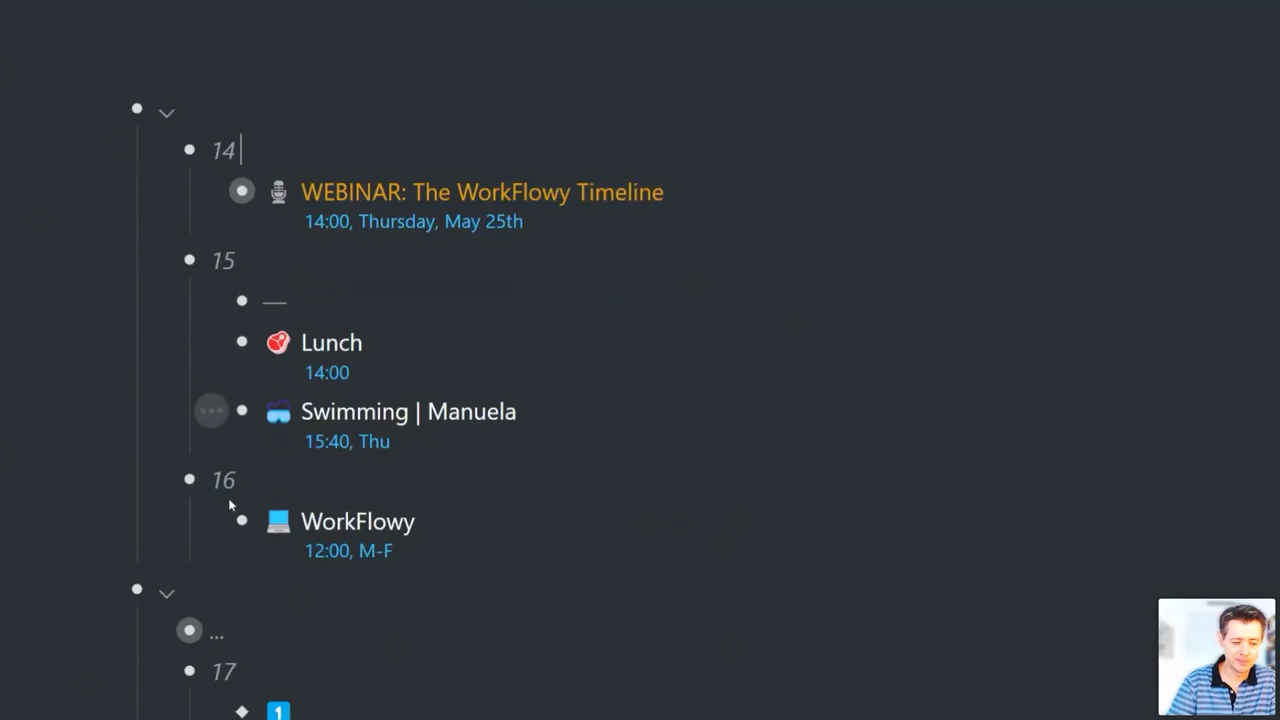 14
WEBINAR: The WorkFlowy Timeline
14:00, Thursday, May 25th
15
—
Lunch
14:00
Swimming | Manuela
15:40, Thu
16
WorkFlowy
12:00, M-F
...
17
1